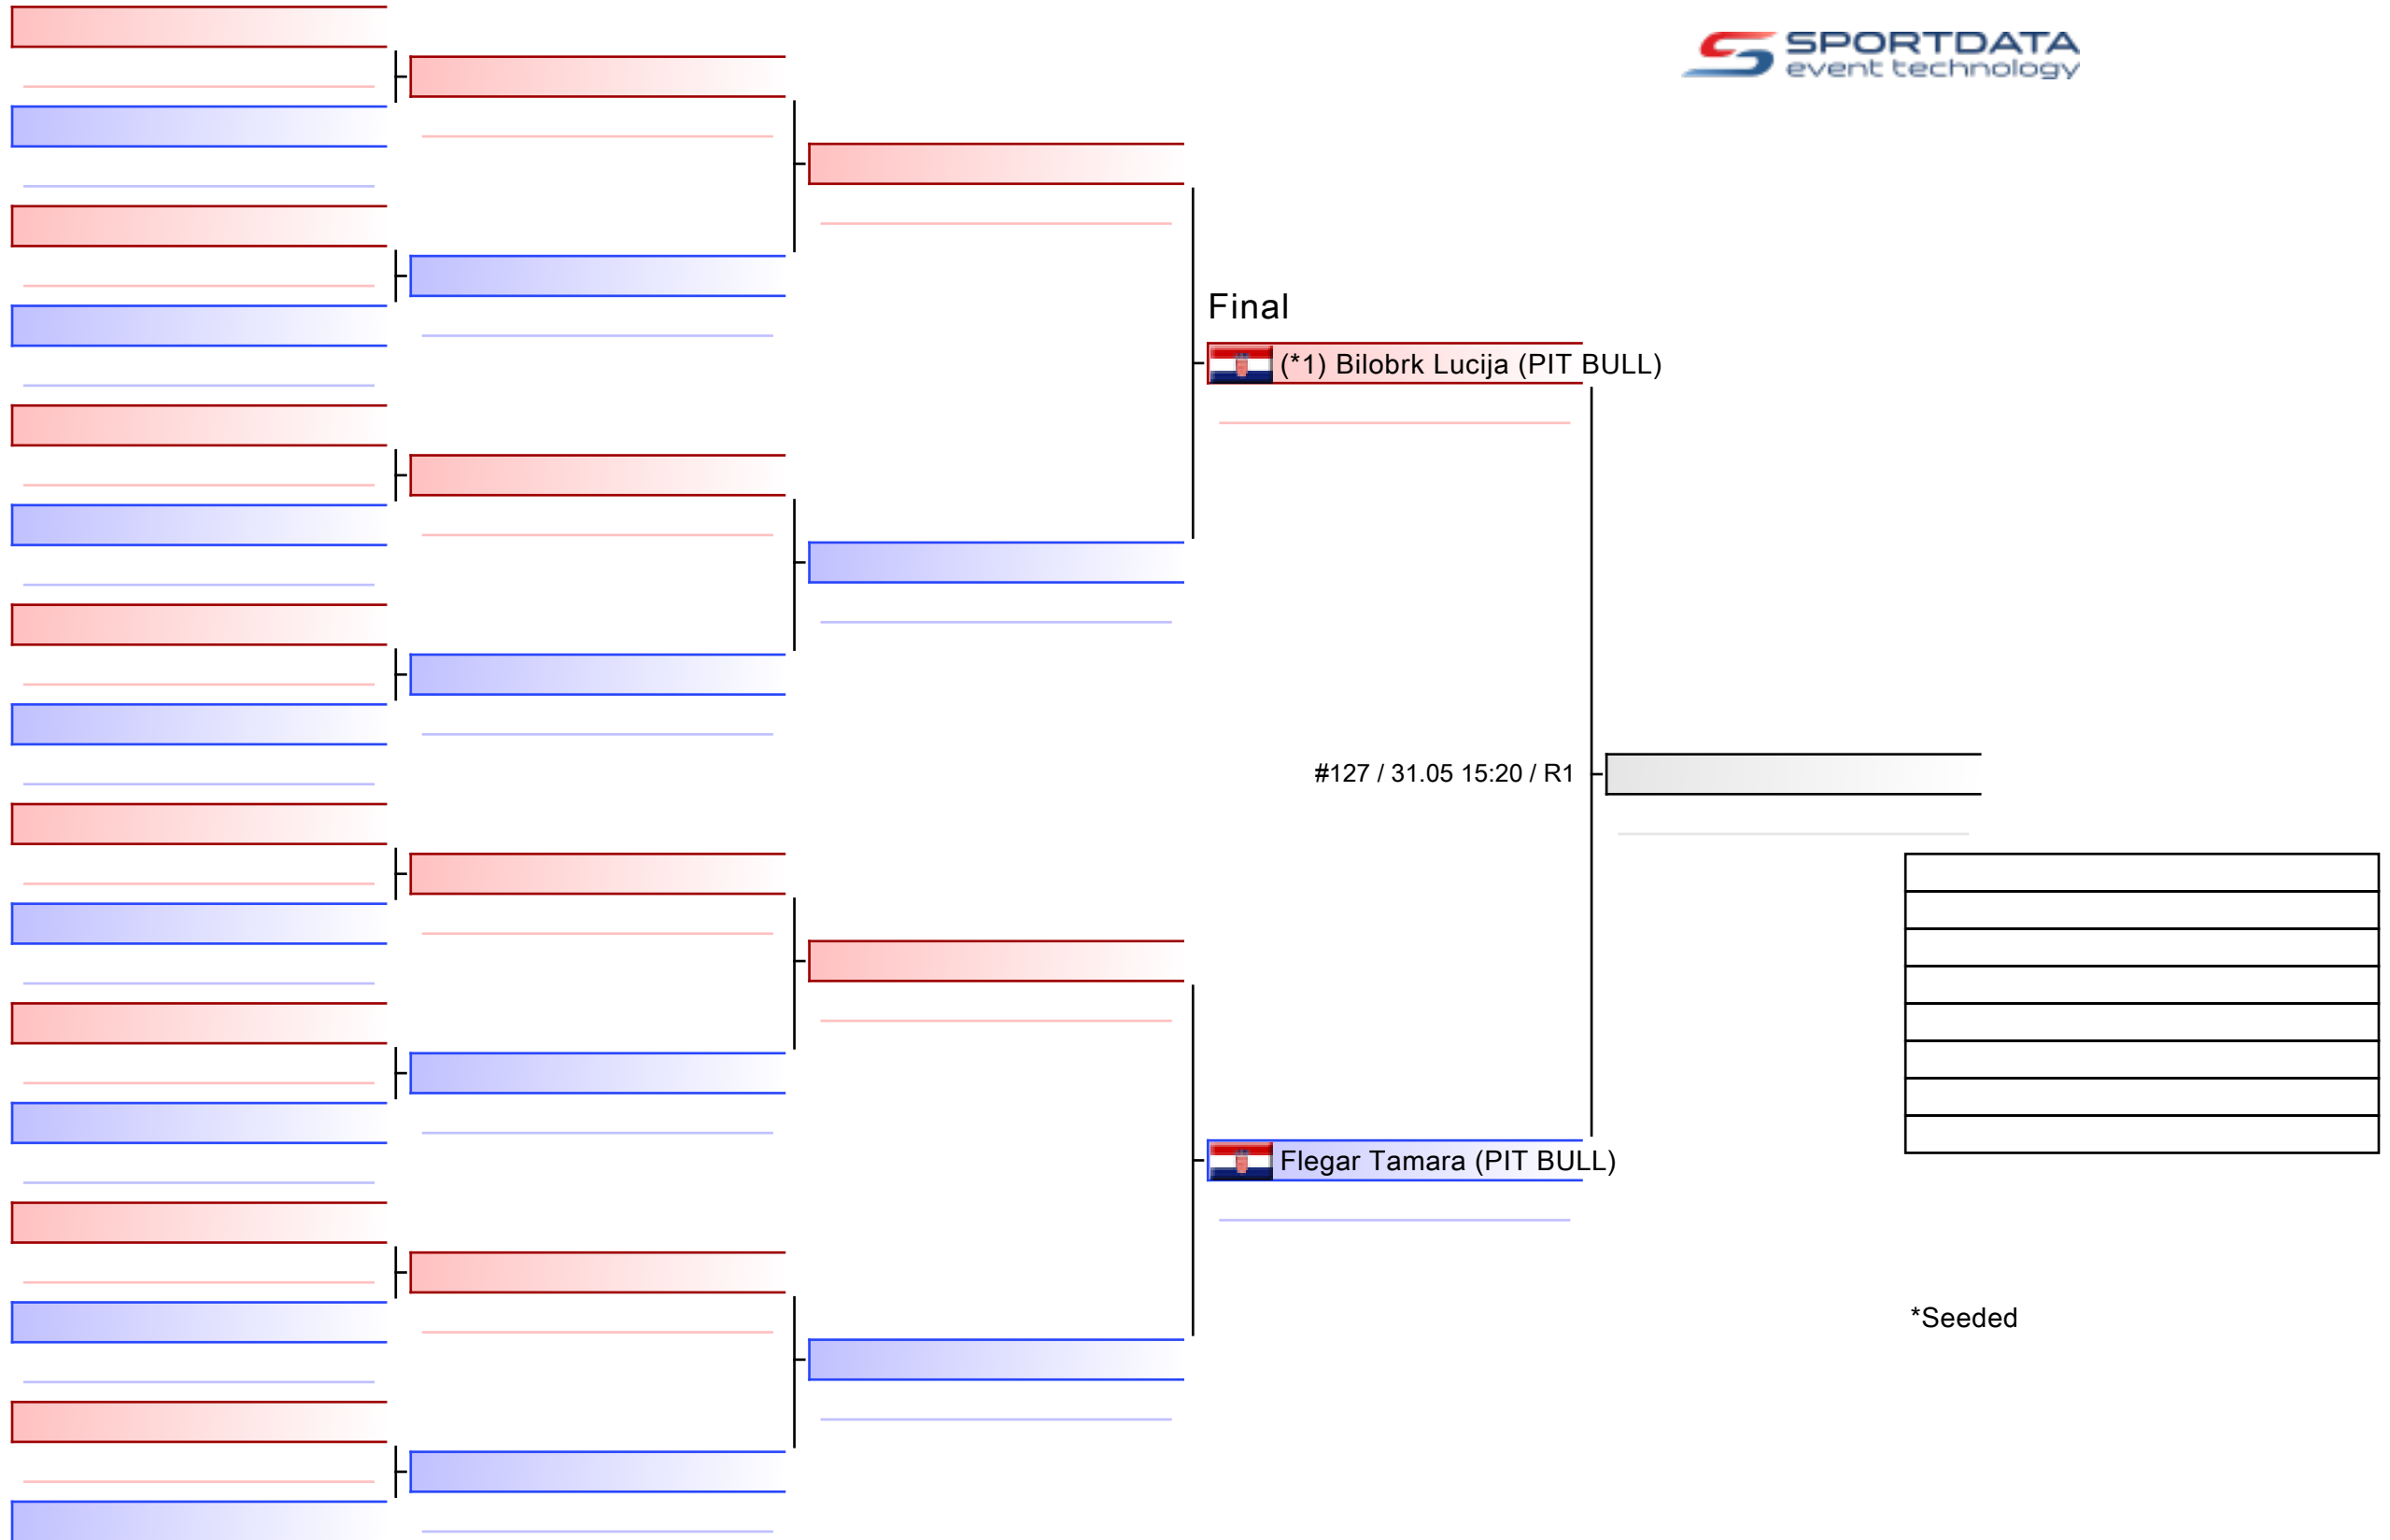 SPORTDATA
event technology
Final
(*1) Bilobrk Lucija (PIT BULL)
#127 / 31.05 15:20 / R1
Flegar Tamara (PIT BULL)
*Seeded